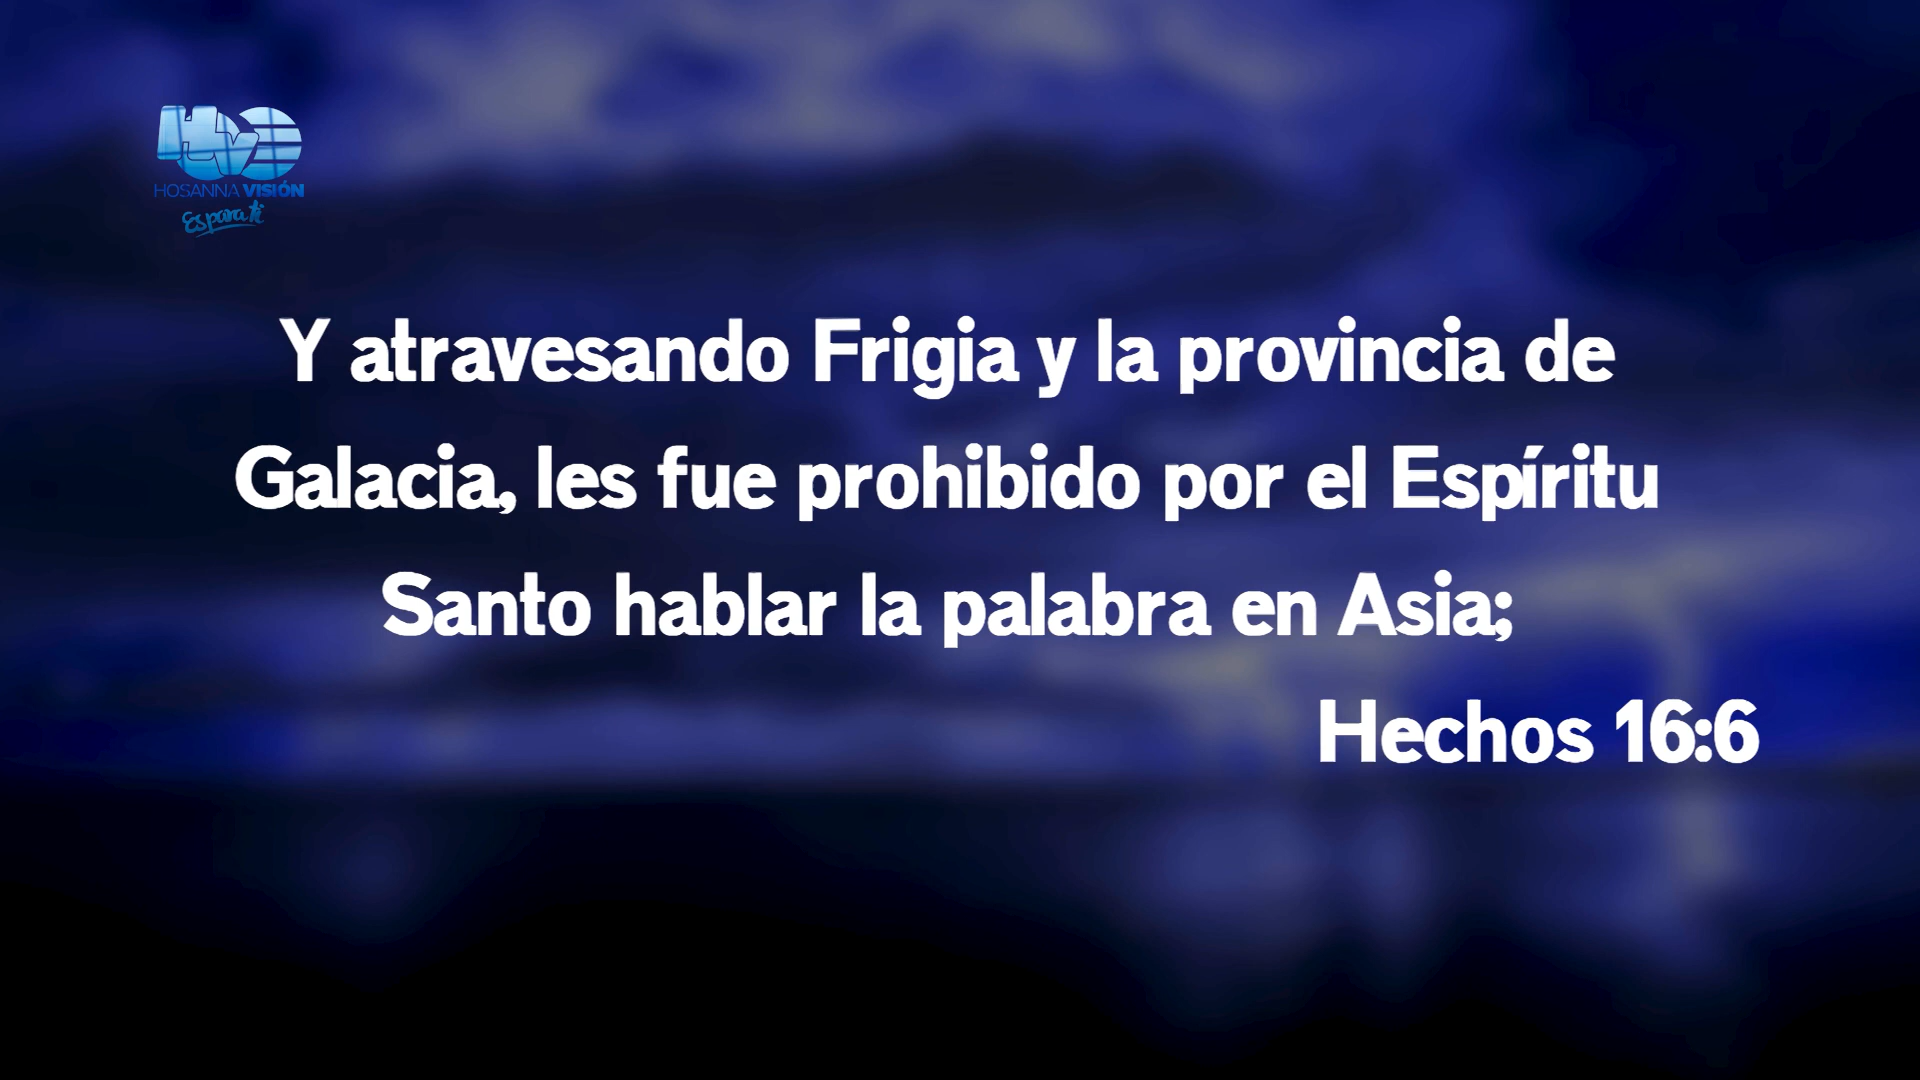 HV
HOSANNA VISIÓN
Es para ti
Y atravesando Frigia y la provincia de
Galacia, les fue prohibido por el Espíritu
Santo hablar la palabra en Asia;
Hechos 16:6